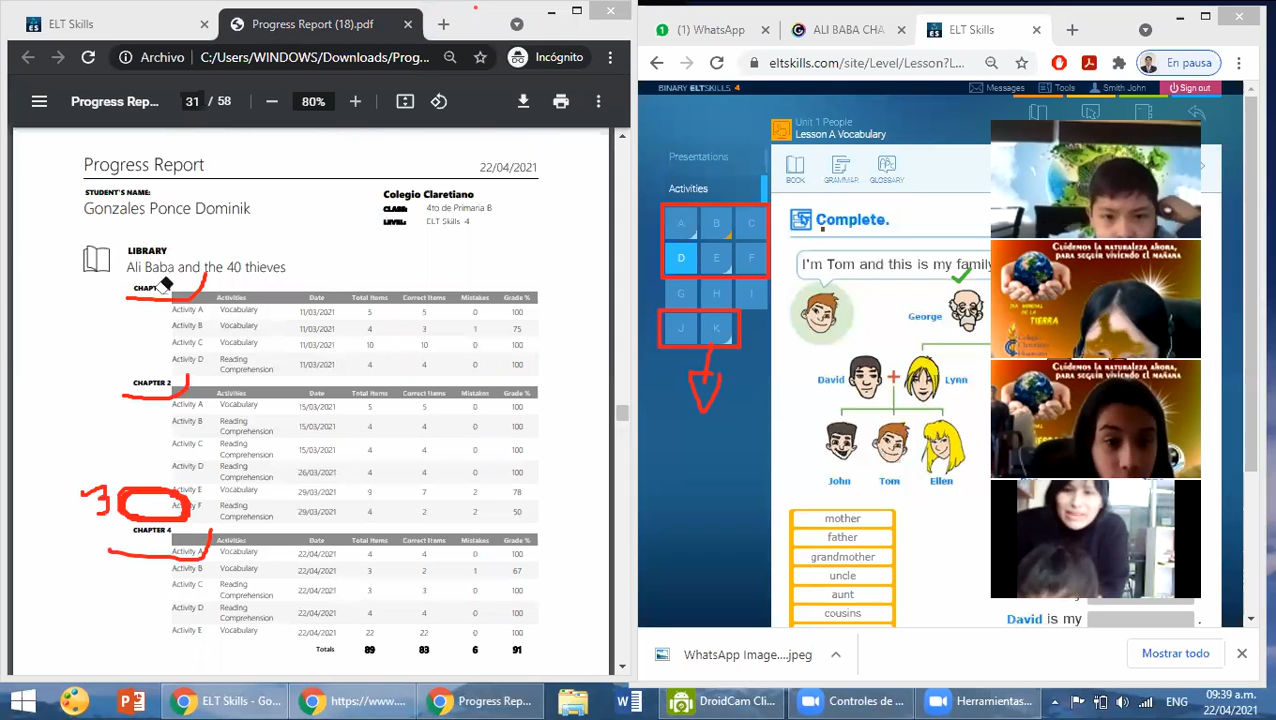 ELT Skills
Progress Report (18).pdf
Archivo
C:/Users/WINDOWS/Downloads/Prog...
Incógnito
Progress Rep...
31 / 58
80%
Progress Report
22/04/2021
STUDENT'S NAME:
Gonzales Ponce Dominik
Colegio Claretiano
CLASS: 4to de Primaria B
LEVEL: ELT Skills 4
LIBRARY
Ali Baba and the 40 thieves
CHAPT
Activities Date Total Items Correct Items Mistakes Grade %
Activity A Vocabulary 11/03/2021 5 5 0 100
Activity B Vocabulary 11/03/2021 4 3 1 75
Activity C Vocabulary 11/03/2021 10 10 0 100
Activity D Reading Comprehension 11/03/2021 4 4 0 100
CHAPTER 2
Activities Date Total Items Correct Items Mistakes Grade %
Activity A Vocabulary 15/03/2021 5 5 0 100
Activity B Reading Comprehension 15/03/2021 4 4 0 100
Activity C Reading Comprehension 15/03/2021 4 4 0 100
Activity D Reading Comprehension 26/03/2021 4 4 0 100
Activity E Vocabulary 29/03/2021 9 7 2 78
Activity F Reading Comprehension 29/03/2021 4 2 2 50
3
CHAPTER 4
Activities Date Total Items Correct Items Mistakes Grade %
Activity A Vocabulary 22/04/2021 4 4 0 100
Activity B Vocabulary 22/04/2021 3 2 1 67
Activity C Reading Comprehension 22/04/2021 3 3 0 100
Activity D Reading Comprehension 22/04/2021 4 4 0 100
Activity E Vocabulary 22/04/2021 22 22 0 100
Totals 89 83 6 91
(1) WhatsApp
ALI BABA CHA
ELT Skills
eltskills.com/site/Level/Lesson?L...
En pausa
BINARY ELTSKILLS 4
Messages
Tools
Smith John
Sign out
Unit 1 People
Lesson A Vocabulary
Presentations
BOOK
GRAMMAR
GLOSSARY
Activities
A B C
D E F
G H I
J K
Complete.
I'm Tom and this is my family
George
David
Lynn
John
Tom
Ellen
mother
father
grandmother
uncle
aunt
cousins
David is my
.
Cuidemos la naturaleza ahora,
para seguir viviendo el mañana
TIERRA
Cuidemos la naturaleza ahora,
para seguir viviendo el mañana
WhatsApp Image....jpeg
Mostrar todo
ELT Skills - Go...
https://www....
Progress Rep...
DroidCam Cli...
Controles de ...
Herramientas...
ENG
09:39 a.m.
22/04/2021